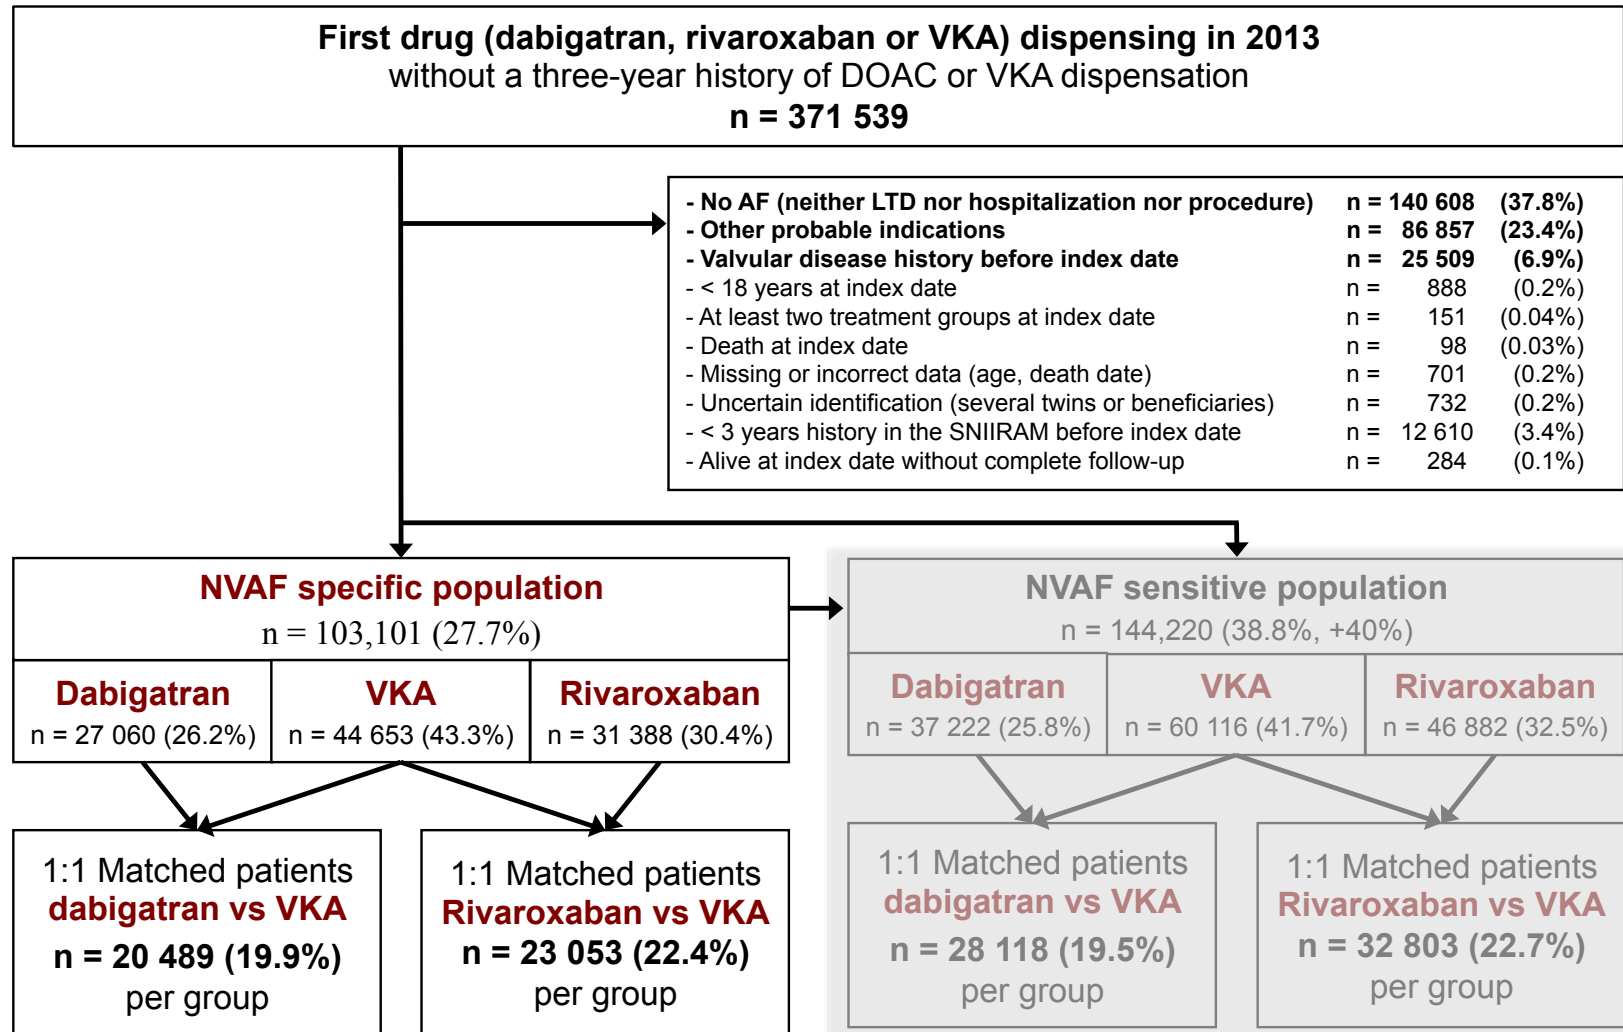 First drug (dabigatran, rivaroxaban or VKA) dispensing in 2013
without a three-year history of DOAC or VKA dispensation
n = 371 539
- No AF (neither LTD nor hospitalization nor procedure) n = 140 608 (37.8%)
- Other probable indications n = 86 857 (23.4%)
- Valvular disease history before index date n = 25 509 (6.9%)
- < 18 years at index date n = 888 (0.2%)
- At least two treatment groups at index date n = 151 (0.04%)
- Death at index date n = 98 (0.03%)
- Missing or incorrect data (age, death date) n = 701 (0.2%)
- Uncertain identification (several twins or beneficiaries) n = 732 (0.2%)
- < 3 years history in the SNIIRAM before index date n = 12 610 (3.4%)
- Alive at index date without complete follow-up n = 284 (0.1%)
NVAF specific population
n = 103,101 (27.7%)
Dabigatran
n = 27 060 (26.2%)
VKA
n = 44 653 (43.3%)
Rivaroxaban
n = 31 388 (30.4%)
1:1 Matched patients
dabigatran vs VKA
n = 20 489 (19.9%)
per group
1:1 Matched patients
Rivaroxaban vs VKA
n = 23 053 (22.4%)
per group
NVAF sensitive population
n = 144,220 (38.8%, +40%)
Dabigatran
n = 37 222 (25.8%)
VKA
n = 60 116 (41.7%)
Rivaroxaban
n = 46 882 (32.5%)
1:1 Matched patients
dabigatran vs VKA
n = 28 118 (19.5%)
per group
1:1 Matched patients
Rivaroxaban vs VKA
n = 32 803 (22.7%)
per group